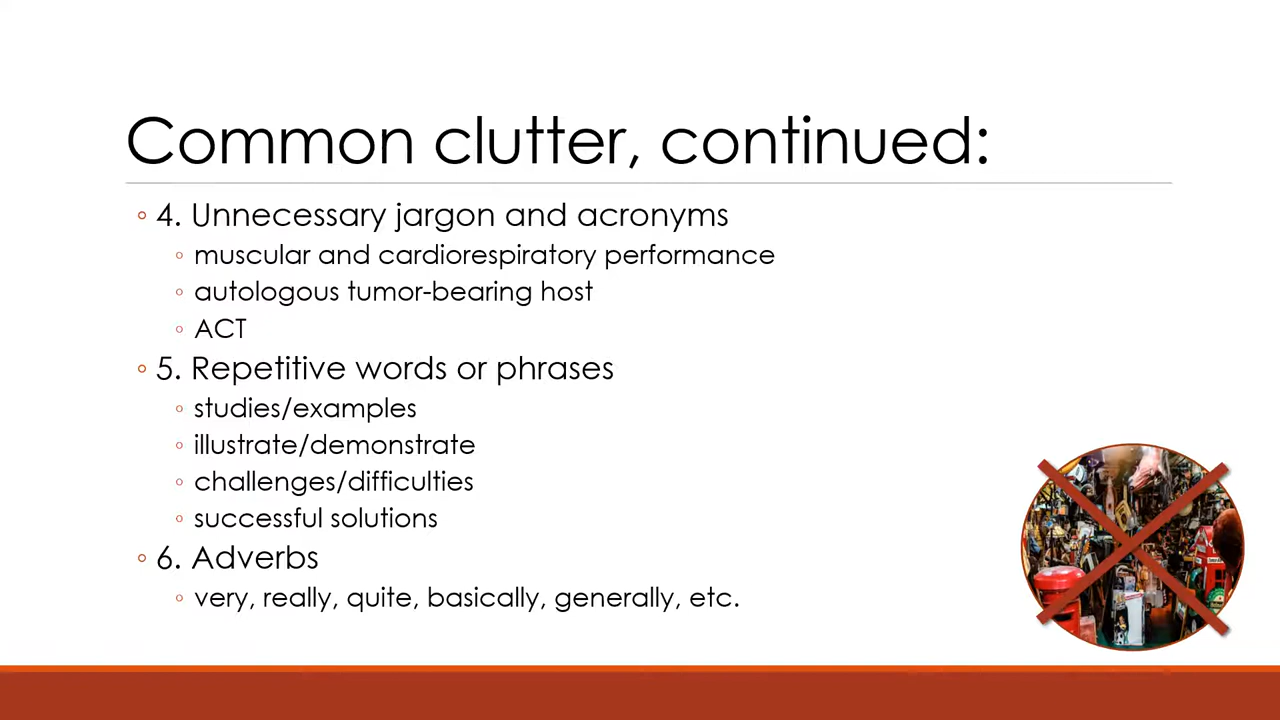 Common clutter, continued:
4. Unnecessary jargon and acronyms
muscular and cardiorespiratory performance
autologous tumor-bearing host
ACT
5. Repetitive words or phrases
studies/examples
illustrate/demonstrate
challenges/difficulties
successful solutions
6. Adverbs
very, really, quite, basically, generally, etc.